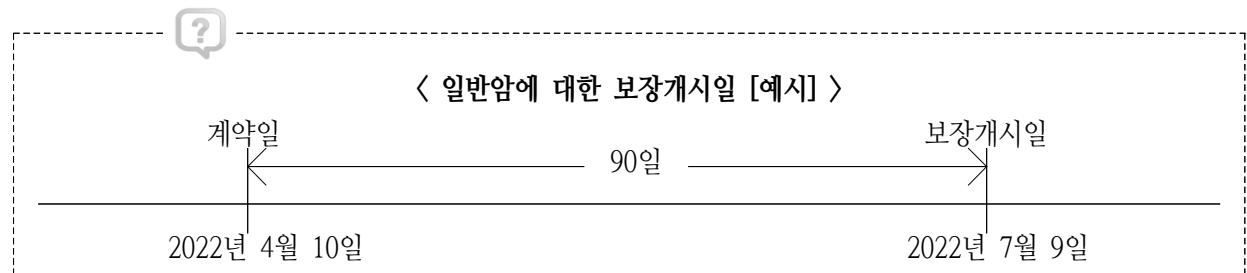 ?
〈 일반암에 대한 보장개시일 [예시] 〉
계약일 보장개시일
90일
2022년 4월 10일 2022년 7월 9일